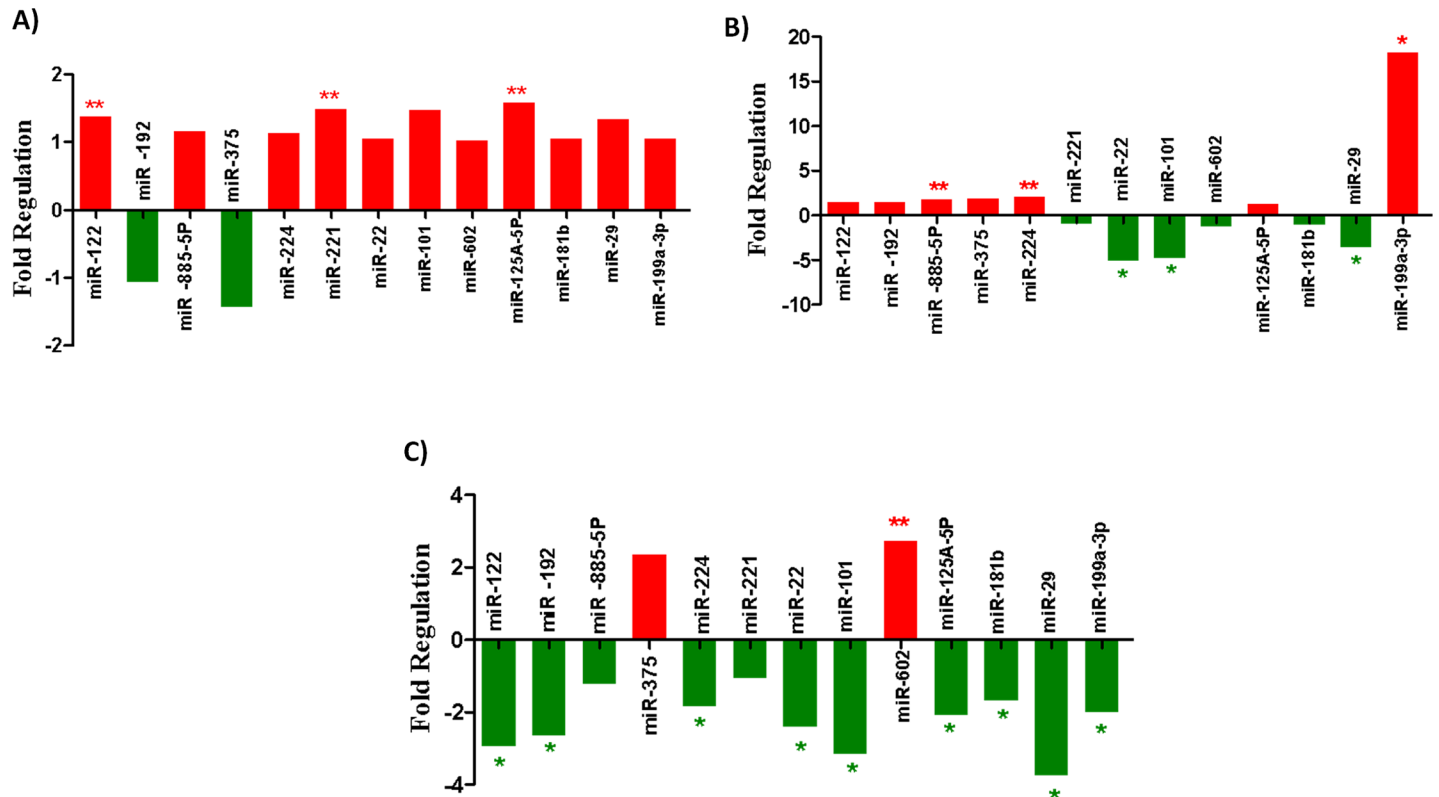 A)
Fold Regulation
2
1
0
-1
-2
**
**
**
miR-122
miR -192
miR -885-5P
miR-375
miR-224
miR-221
miR-22
miR-101
miR-602
miR-125A-5P
miR-181b
miR-29
miR-199a-3p
B)
Fold Regulation
20
15
10
5
0
-5
-10
**
**
*
*
*
*
miR-122
miR -192
miR -885-5P
miR-375
miR-224
miR-221
miR-22
miR-101
miR-602
miR-125A-5P
miR-181b
miR-29
miR-199a-3p
C)
Fold Regulation
4
2
0
-2
-4
**
miR-122
miR -192
miR -885-5P
miR-375
miR-224
miR-221
miR-22
miR-101
miR-602
miR-125A-5P
miR-181b
miR-29
miR-199a-3p
*
*
*
*
*
*
*
*
*